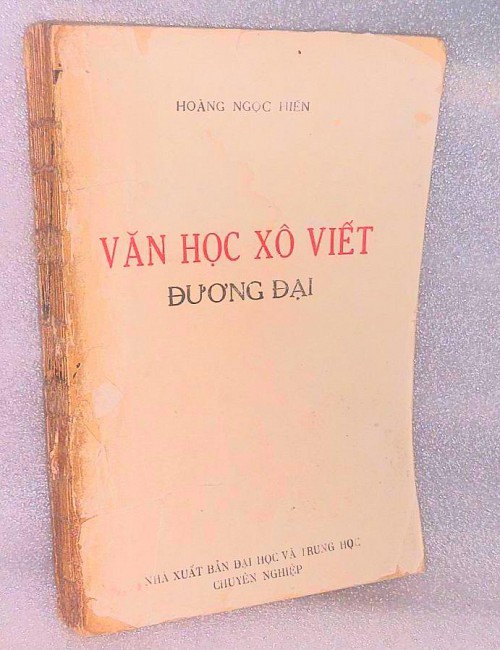 HOÀNG NGỌC HIẾN
VĂN HỌC XÔ VIẾT
ĐƯƠNG ĐẠI
NHÀ XUẤT BẢN ĐẠI HỌC VÀ TRUNG HỌC
CHUYÊN NGHIỆP